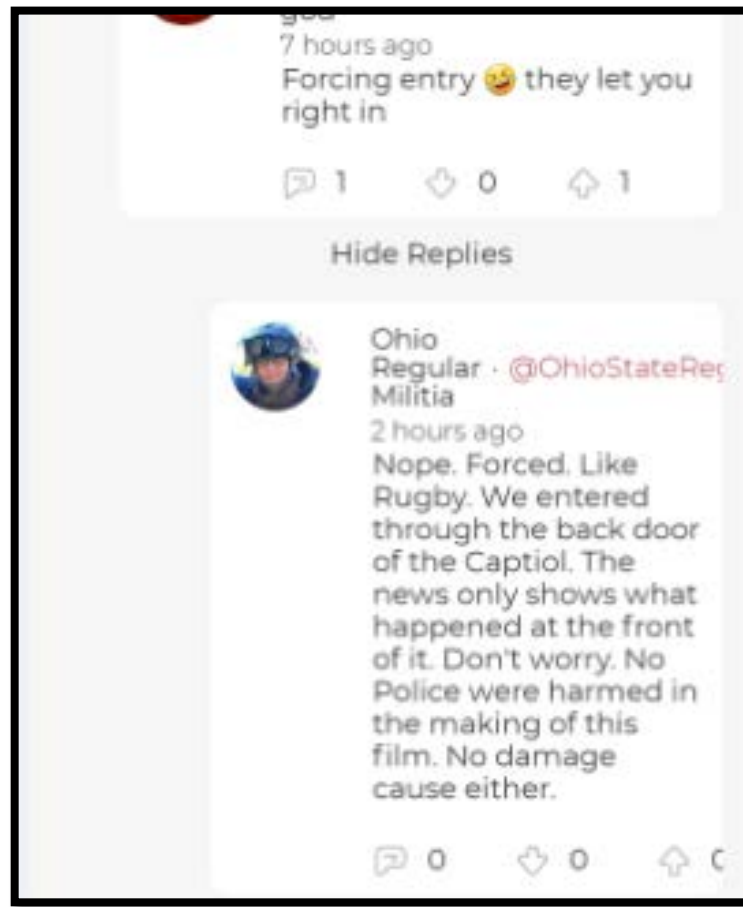 7 hours ago
Forcing entry 🤣 they let you
right in
1 0 1
Hide Replies
Ohio
Regular · @OhioStateReg
Militia
2 hours ago
Nope. Forced. Like
Rugby. We entered
through the back door
of the Captiol. The
news only shows what
happened at the front
of it. Don't worry. No
Police were harmed in
the making of this
film. No damage
cause either.
0 0